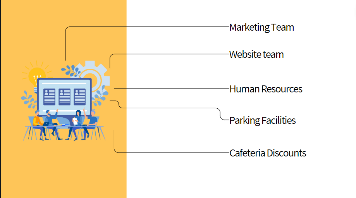 Marketing Team
Website team
Human Resources
Parking Facilities
Cafeteria Discounts